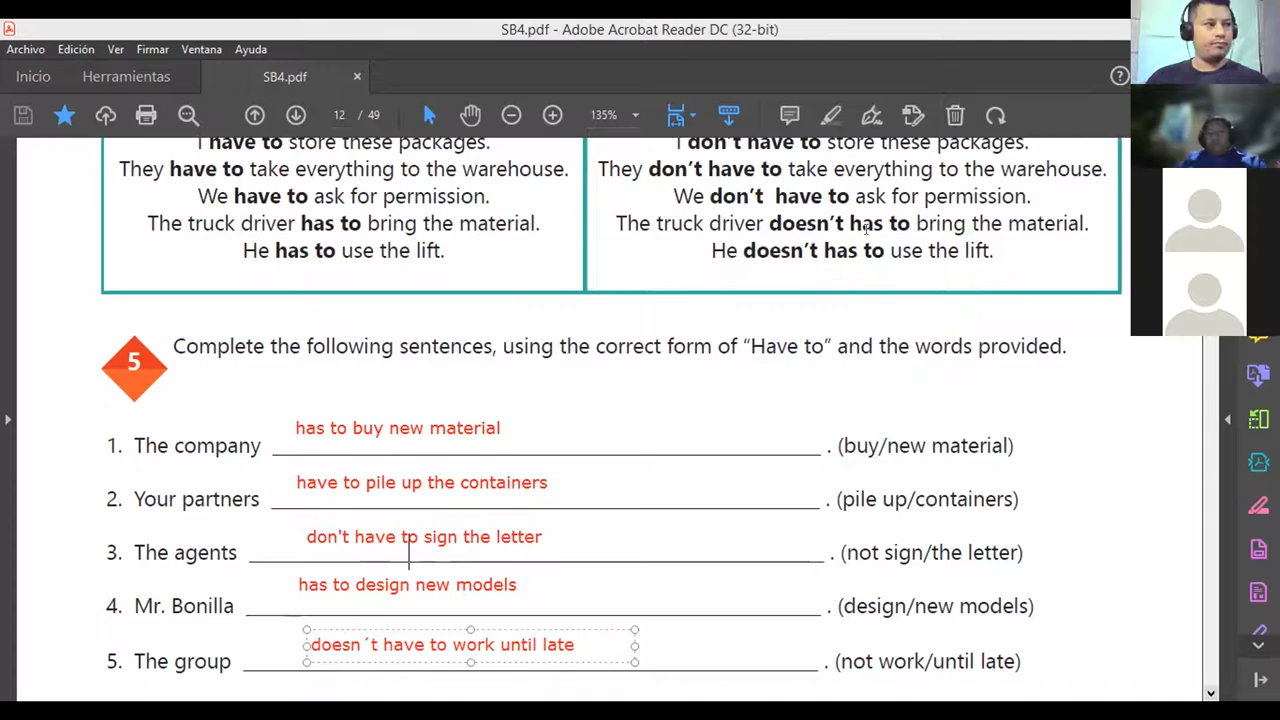 SB4.pdf - Adobe Acrobat Reader DC (32-bit)
Archivo Edición Ver Firmar Ventana Ayuda
Inicio Herramientas SB4.pdf ×
12 / 49 135%
I have to store these packages.
They have to take everything to the warehouse.
We have to ask for permission.
The truck driver has to bring the material.
He has to use the lift.
I don't have to store these packages.
They don't have to take everything to the warehouse.
We don't have to ask for permission.
The truck driver doesn't has to bring the material.
He doesn't has to use the lift.
5 Complete the following sentences, using the correct form of "Have to" and the words provided.
has to buy new material
1. The company ______ . (buy/new material)
have to pile up the containers
2. Your partners ______ . (pile up/containers)
don't have to sign the letter
3. The agents ______ . (not sign/the letter)
has to design new models
4. Mr. Bonilla ______ . (design/new models)
doesn´t have to work until late
5. The group ______ . (not work/until late)